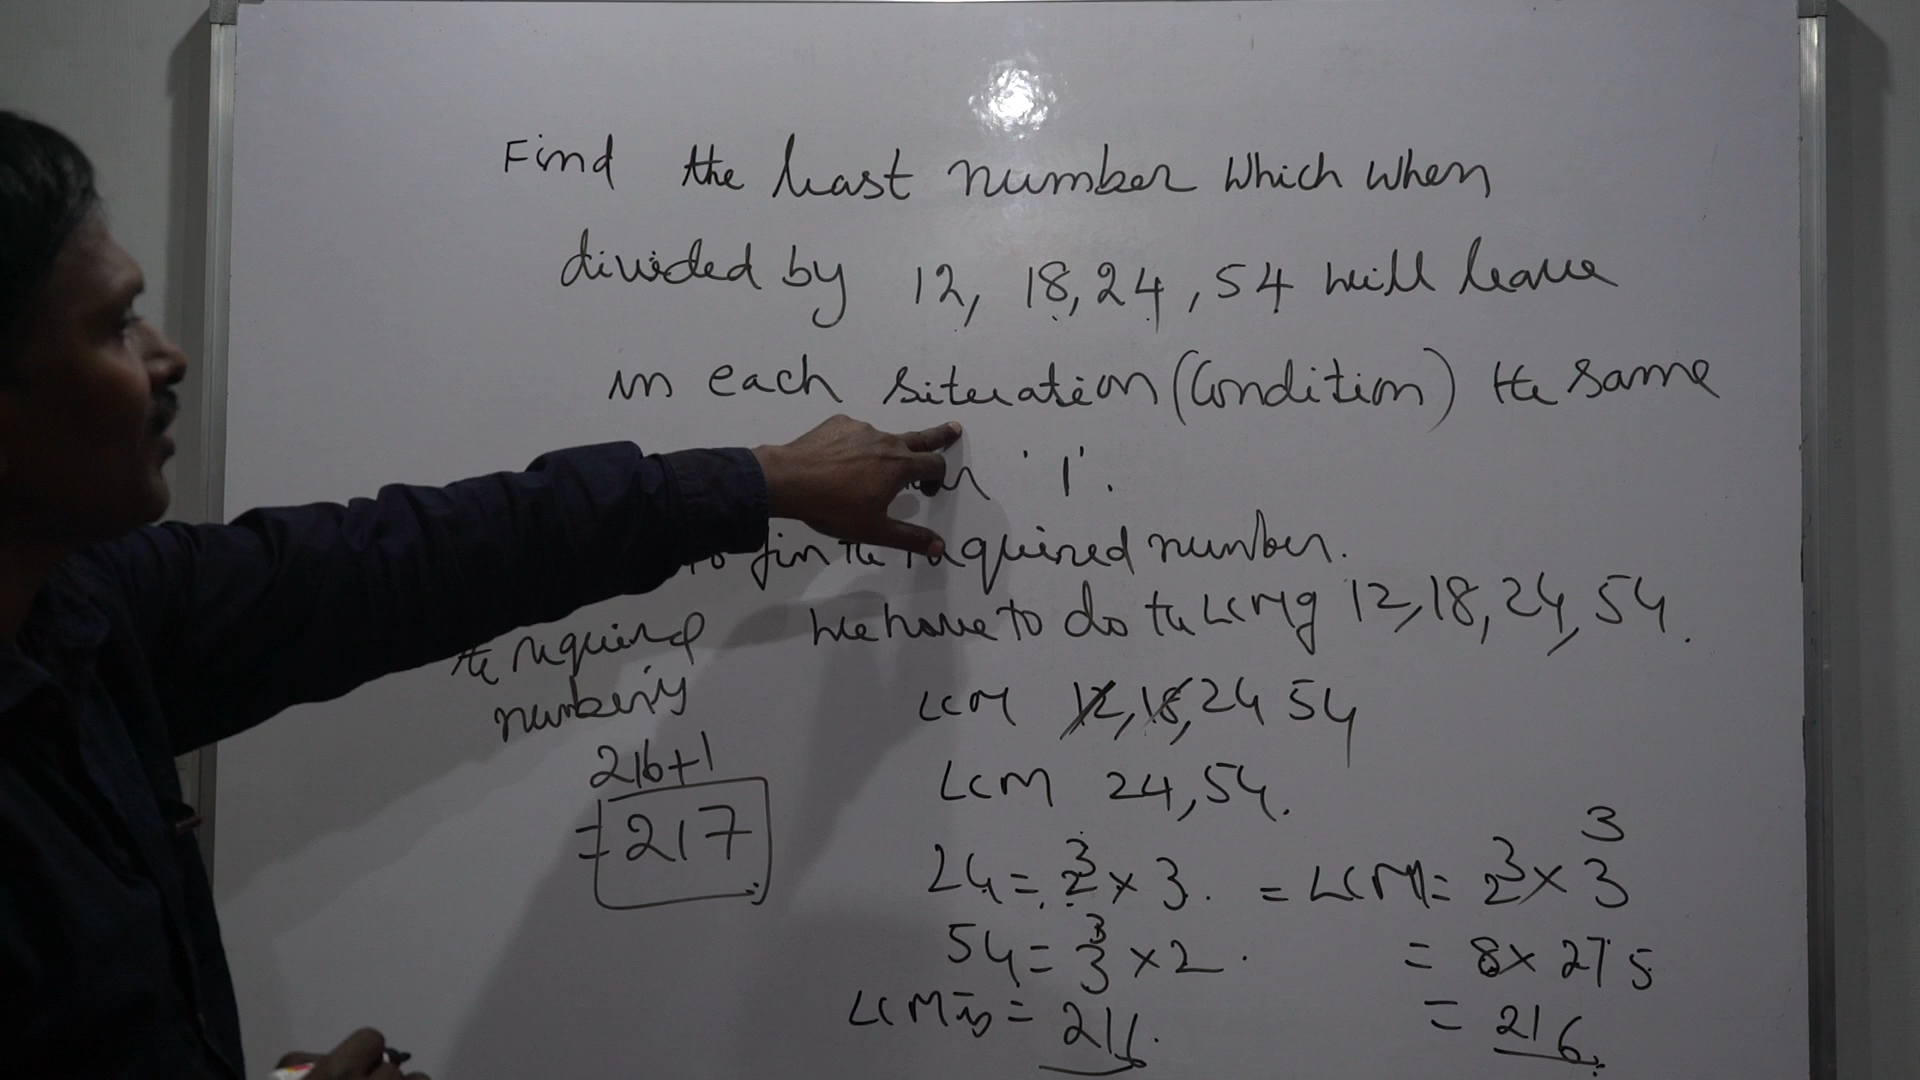 Find the least number which when
divided by 12, 18, 24, 54 will leave
in each situation (Condition) the same
'1'.
to fin the required number.
we have to do the LCM of 12, 18, 24, 54.
LCM 12, 18, 24 54
LCM 24, 54.
24 = 2³ × 3.
54 = 3³ × 2.
LCM is = 216.
= LCM = 2³ × 3³
= 8 × 27
= 216.
the required
number is
216+1
= 217